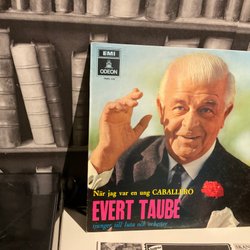 EMI
ODEON
När jag var en ung CABALLERO
EVERT TAUBE
sjunger till luta och orkester